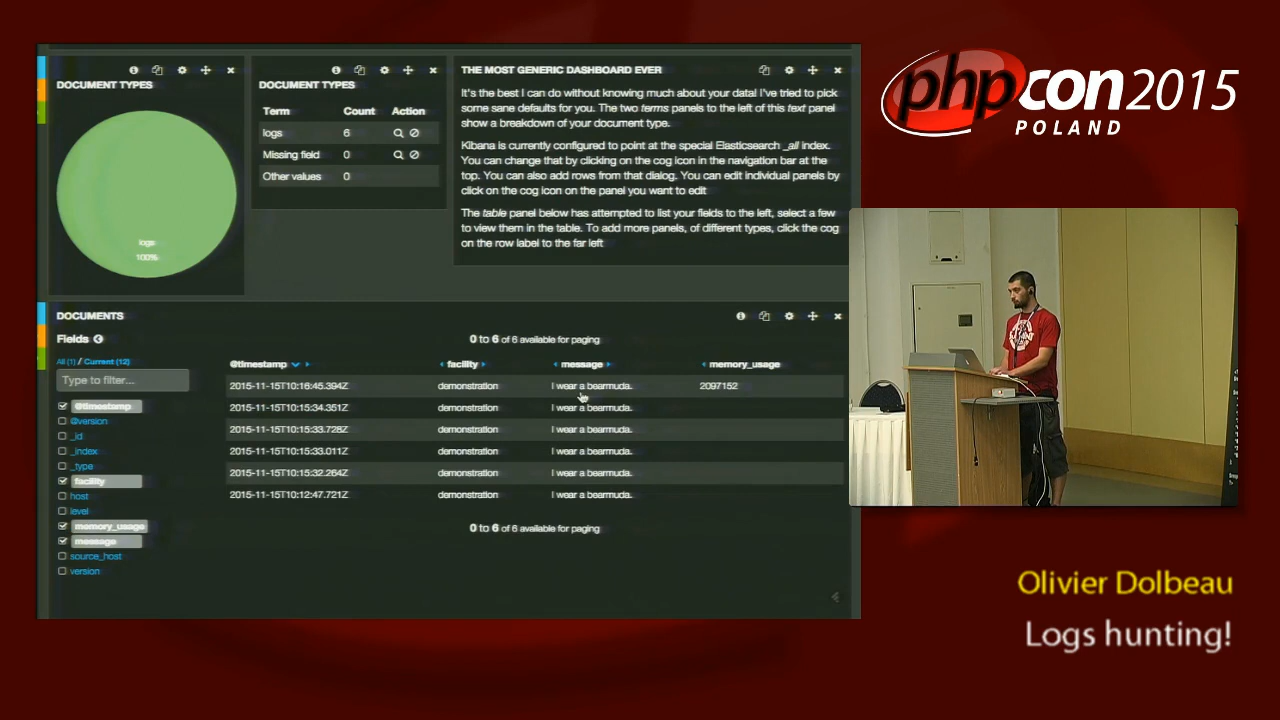 DOCUMENT TYPES
logs
100%
DOCUMENT TYPES
Term Count Action
logs 6
Missing field 0
Other values 0
THE MOST GENERIC DASHBOARD EVER
It's the best I can do without knowing much about your data! I've tried to pick
some sane defaults for you. The two terms panels to the left of this text panel
show a breakdown of your document type.
Kibana is currently configured to point at the special Elasticsearch _all index.
You can change that by clicking on the cog icon in the navigation bar at the
top. You can also add rows from that dialog. You can edit individual panels by
click on the cog icon on the panel you want to edit
The table panel below has attempted to list your fields to the left, select a few
to view them in the table. To add more panels, of different types, click the cog
on the row label to the far left
DOCUMENTS
Fields
All (1) / Current (12)
Type to filter...
@timestamp
@version
_id
_index
_type
facility
host
level
memory_usage
message
source_host
version
0 to 6 of 6 available for paging
@timestamp facility message memory_usage
2015-11-15T10:16:45.394Z demonstration I wear a bearmuda. 2097152
2015-11-15T10:15:34.351Z demonstration I wear a bearmuda.
2015-11-15T10:15:33.728Z demonstration I wear a bearmuda.
2015-11-15T10:15:33.011Z demonstration I wear a bearmuda.
2015-11-15T10:15:32.264Z demonstration I wear a bearmuda.
2015-11-15T10:12:47.721Z demonstration I wear a bearmuda.
0 to 6 of 6 available for paging
phpcon 2015
POLAND
Olivier Dolbeau
Logs hunting!